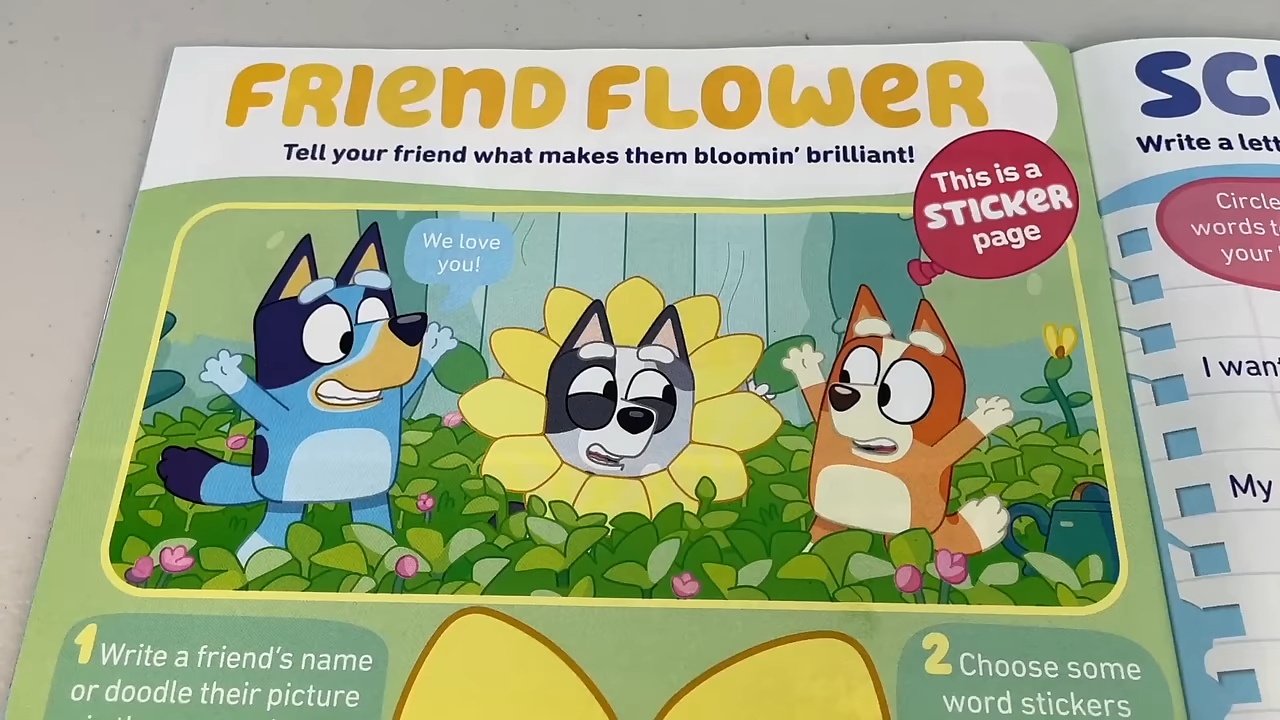 FRIEND FLOWER
Tell your friend what makes them bloomin' brilliant!
This is a
STICKER
page
We love
you!
1 Write a friend's name
or doodle their picture
2 Choose some
word stickers
Write a
Circle
words
your
I want
My